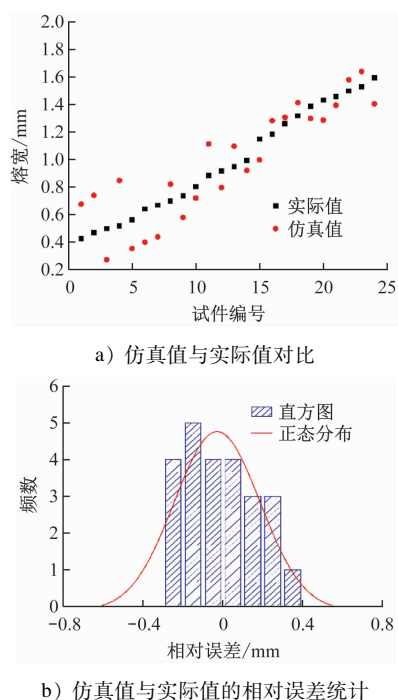 2.0
1.8
1.6
1.4
1.2
1.0
0.8
0.6
0.4
0.2
熔宽/mm
实际值
仿真值
0 5 10 15 20 25
试件编号
a）仿真值与实际值对比
6
5
4
3
2
1
0
频数
直方图
正态分布
−0.8 −0.4 0 0.4 0.8
相对误差/mm
b）仿真值与实际值的相对误差统计